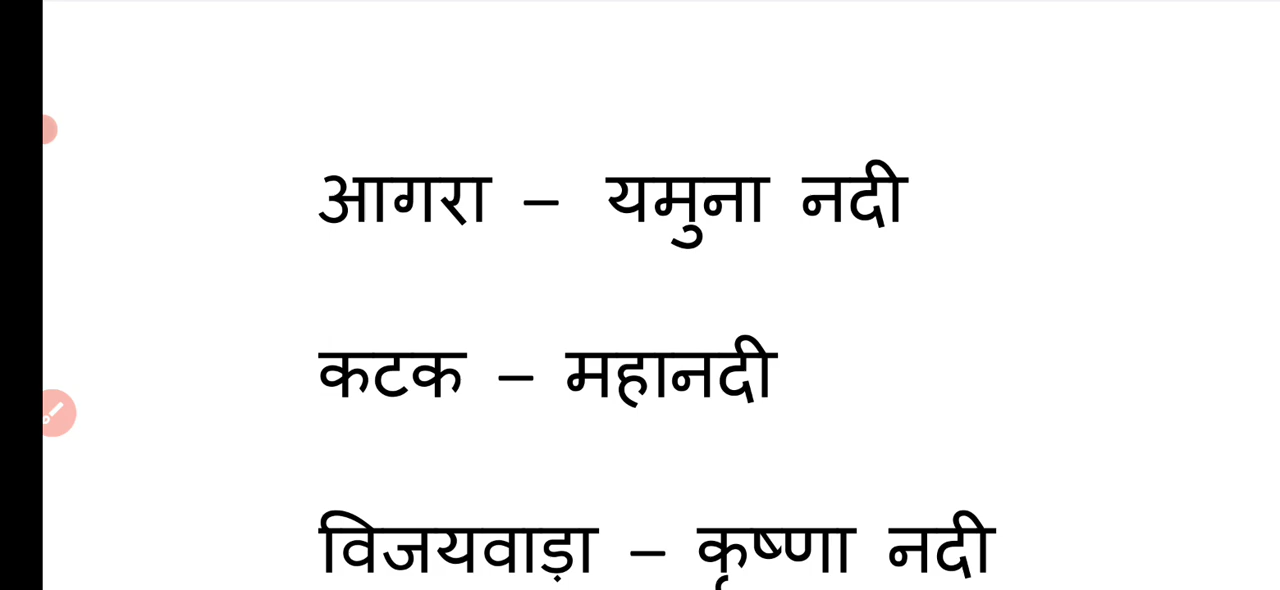 आगरा – यमुना नदी
कटक – महानदी
विजयवाड़ा – कृष्णा नदी